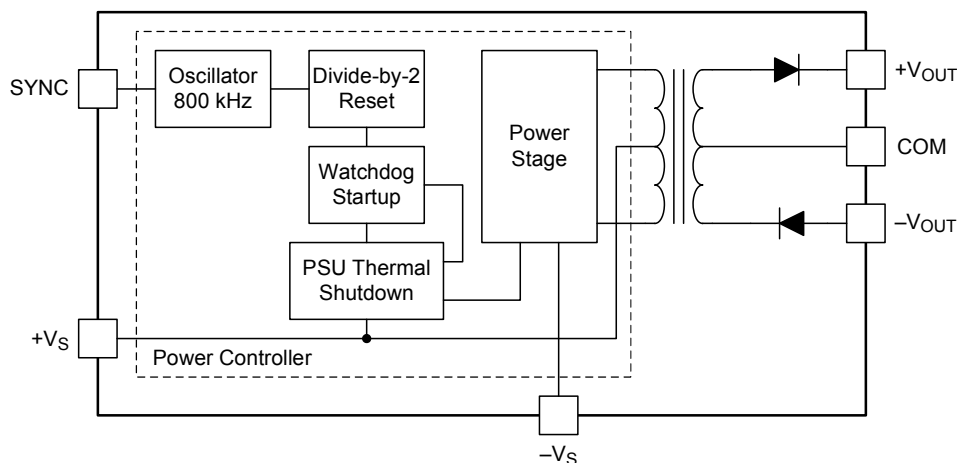 SYNC
Oscillator
800 kHz
Divide-by-2
Reset
Watchdog
Startup
PSU Thermal
Shutdown
Power
Stage
+VOUT
COM
–VOUT
+VS
Power Controller
–VS